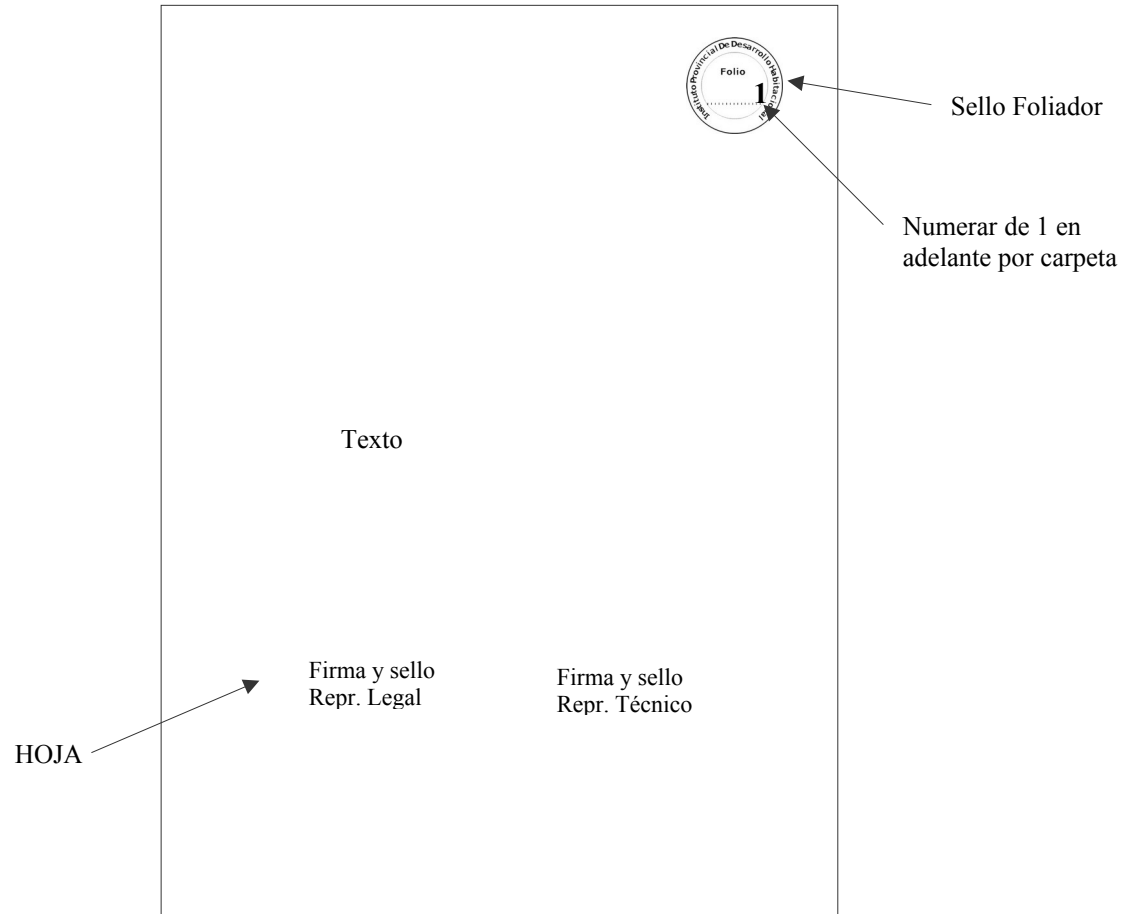 Instituto Provincial De Desarrollo Habitacional
Folio
1
Sello Foliador
Numerar de 1 en
adelante por carpeta
Texto
Firma y sello
Repr. Legal
Firma y sello
Repr. Técnico
HOJA